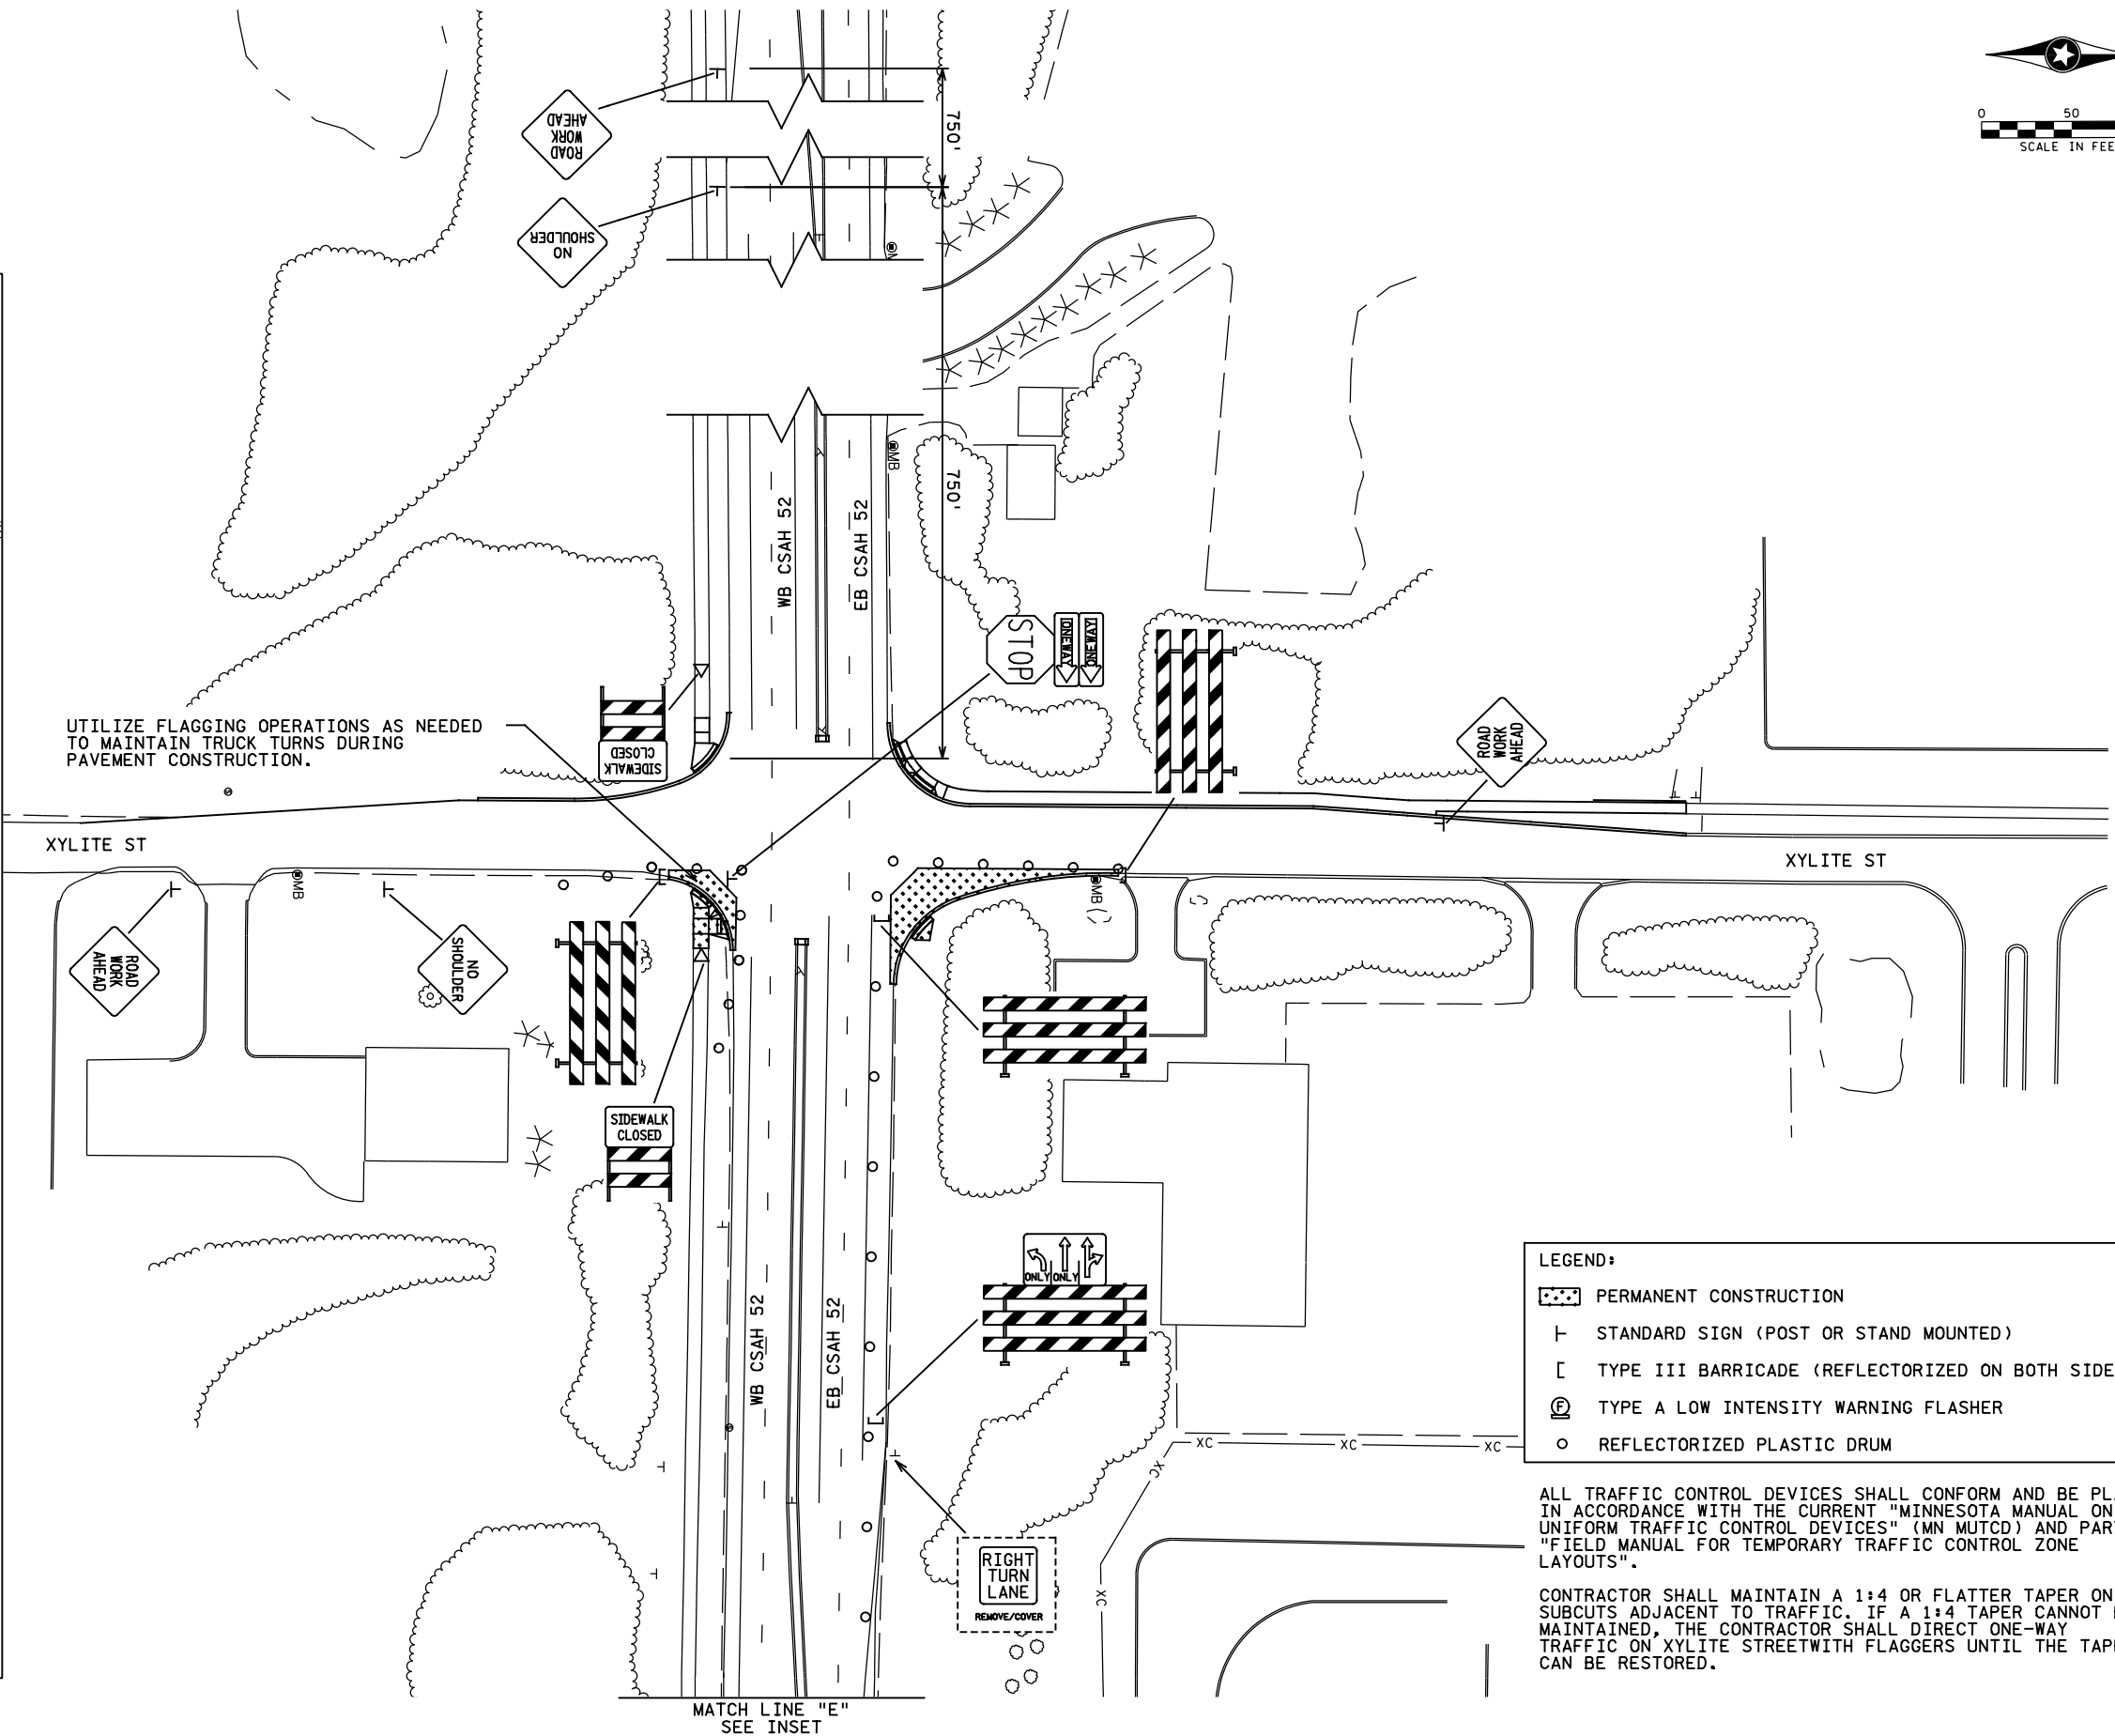 0 50
SCALE IN FEE
ROAD
WORK
AHEAD
750'
NO
SHOULDER
MB
750'
WB CSAH 52
EB CSAH 52
STOP
ONEWAY
ONEWAY
UTILIZE FLAGGING OPERATIONS AS NEEDED
TO MAINTAIN TRUCK TURNS DURING
PAVEMENT CONSTRUCTION.
SIDEWALK
CLOSED
ROAD
WORK
AHEAD
XYLITE ST
XYLITE ST
MB
MB
ROAD
WORK
AHEAD
NO
SHOULDER
SIDEWALK
CLOSED
ONLY ONLY
WB CSAH 52
EB CSAH 52
XC XC XC
XC
XC
RIGHT
TURN
LANE
REMOVE/COVER
LEGEND:
PERMANENT CONSTRUCTION
STANDARD SIGN (POST OR STAND MOUNTED)
TYPE III BARRICADE (REFLECTORIZED ON BOTH SIDE
F TYPE A LOW INTENSITY WARNING FLASHER
REFLECTORIZED PLASTIC DRUM
ALL TRAFFIC CONTROL DEVICES SHALL CONFORM AND BE PL
IN ACCORDANCE WITH THE CURRENT "MINNESOTA MANUAL ON
UNIFORM TRAFFIC CONTROL DEVICES" (MN MUTCD) AND PAR
"FIELD MANUAL FOR TEMPORARY TRAFFIC CONTROL ZONE
LAYOUTS".
CONTRACTOR SHALL MAINTAIN A 1:4 OR FLATTER TAPER ON
SUBCUTS ADJACENT TO TRAFFIC. IF A 1:4 TAPER CANNOT
MAINTAINED, THE CONTRACTOR SHALL DIRECT ONE-WAY
TRAFFIC ON XYLITE STREETWITH FLAGGERS UNTIL THE TAP
CAN BE RESTORED.
MATCH LINE "E"
SEE INSET